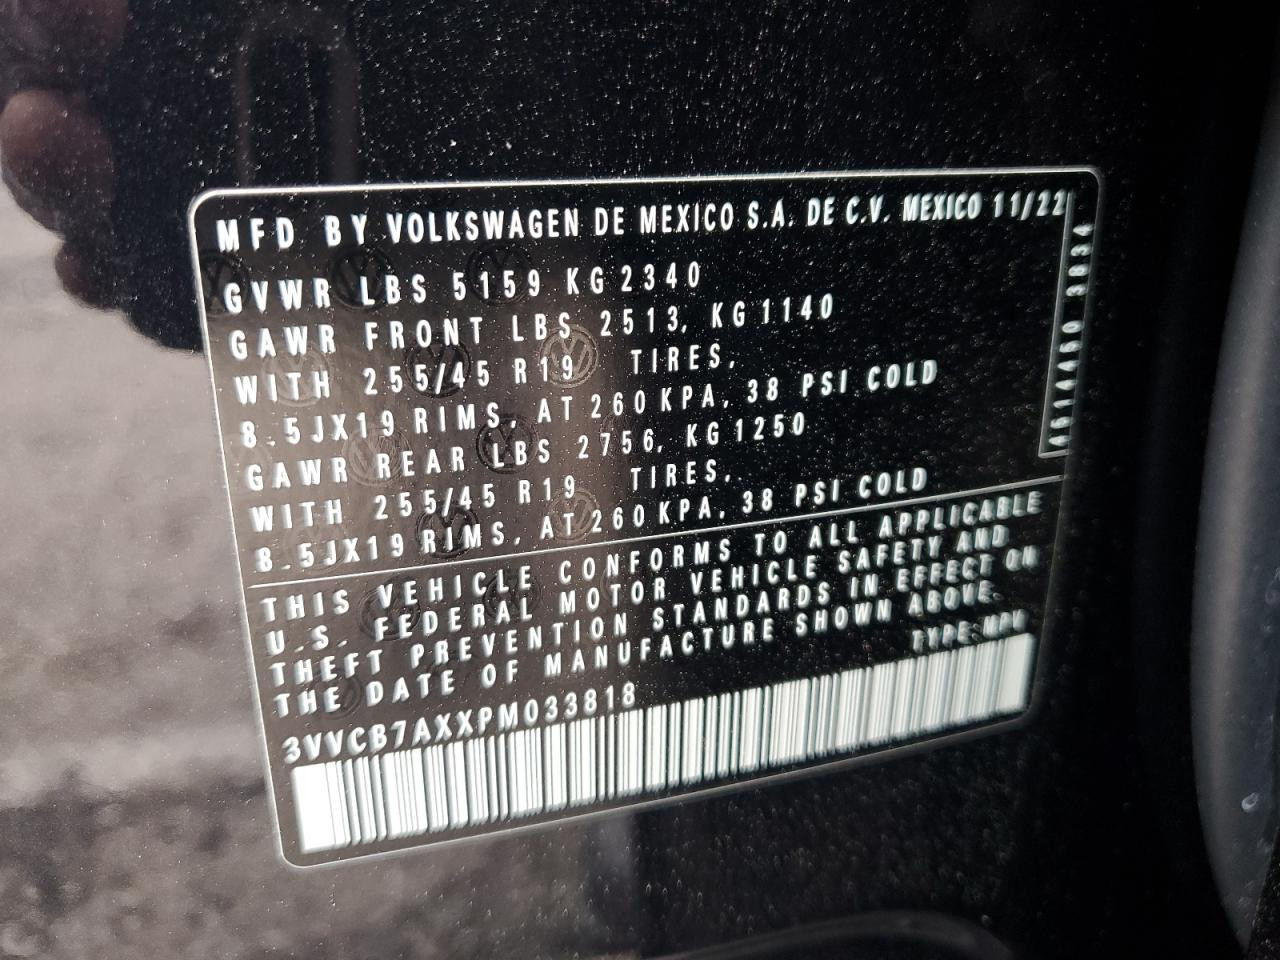 MFD BY VOLKSWAGEN DE MEXICO S.A. DE C.V. MEXICO 11/22
GVWR LBS 5159 KG 2340
GAWR FRONT LBS 2513, KG 1140
WITH 255/45 R19 TIRES,
8.5JX19 RIMS, AT 260 KPA, 38 PSI COLD
GAWR REAR LBS 2756, KG 1250
WITH 255/45 R19 TIRES,
8.5JX19 RIMS, AT 260 KPA, 38 PSI COLD
THIS VEHICLE CONFORMS TO ALL APPLICABLE
U.S. FEDERAL MOTOR VEHICLE SAFETY AND
THEFT PREVENTION STANDARDS IN EFFECT ON
THE DATE OF MANUFACTURE SHOWN ABOVE.
TYPE: MPV
3VVCB7AXXPM033818